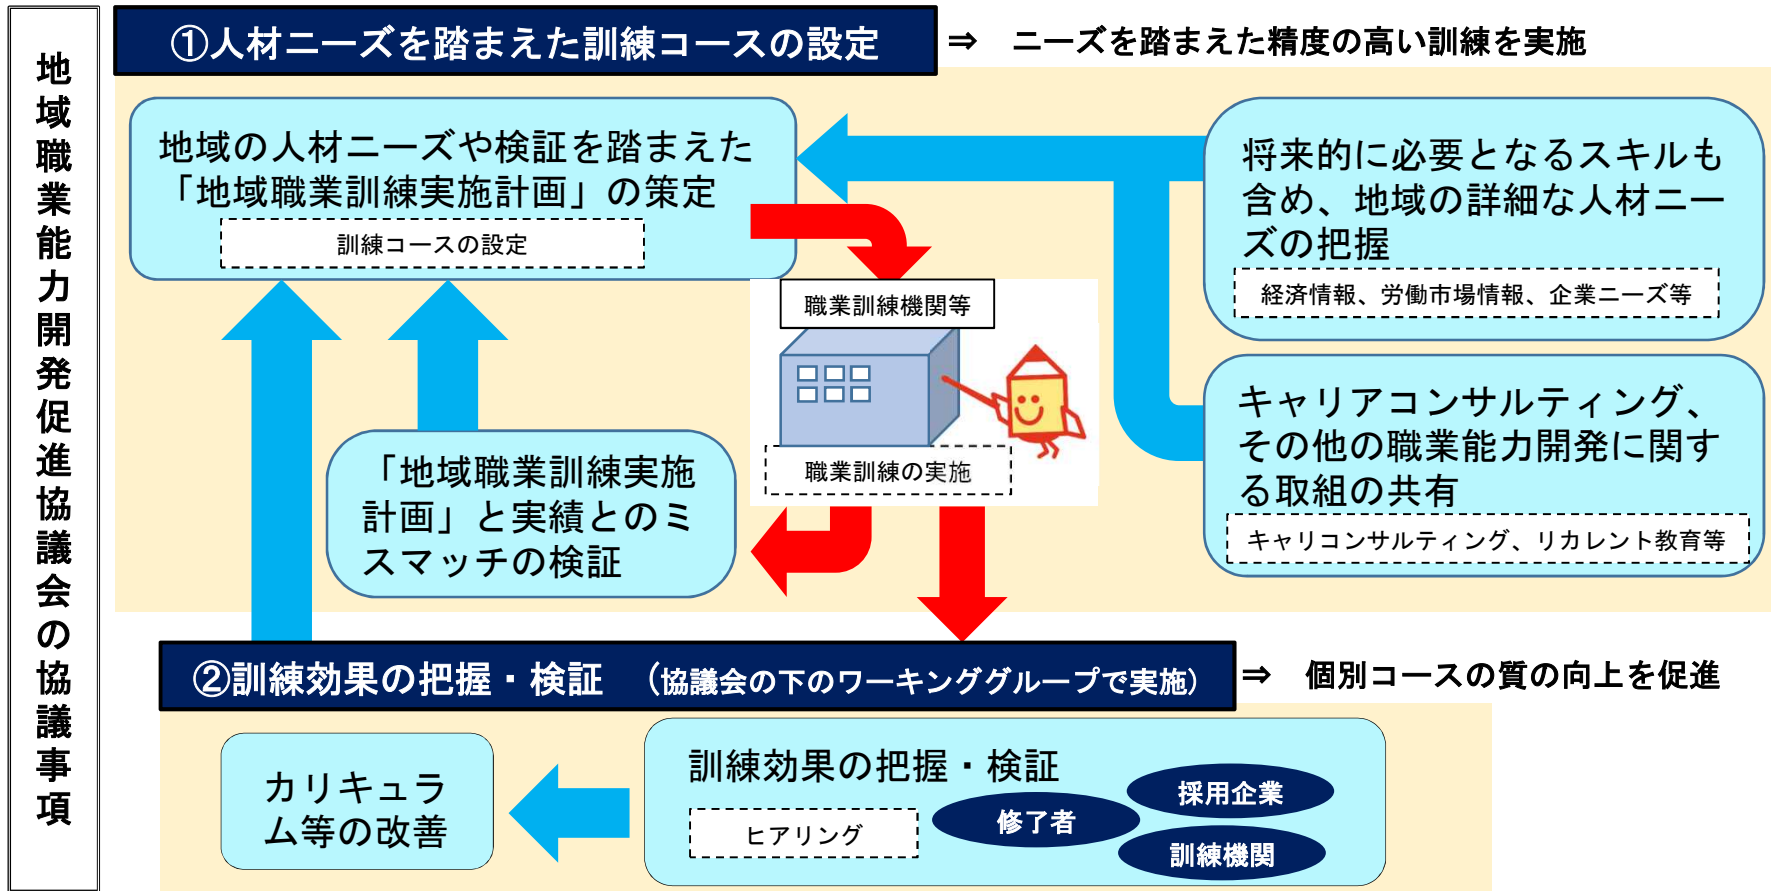 地域職業能力開発促進協議会の協議事項
①人材ニーズを踏まえた訓練コースの設定
⇒ ニーズを踏まえた精度の高い訓練を実施
地域の人材ニーズや検証を踏まえた
「地域職業訓練実施計画」の策定
訓練コースの設定
将来的に必要となるスキルも
含め、地域の詳細な人材ニー
ズの把握
経済情報、労働市場情報、企業ニーズ等
職業訓練機関等
職業訓練の実施
キャリアコンサルティング、
その他の職業能力開発に関す
る取組の共有
キャリコンサルティング、リカレント教育等
「地域職業訓練実施
計画」と実績とのミ
スマッチの検証
②訓練効果の把握・検証 （協議会の下のワーキンググループで実施）
⇒ 個別コースの質の向上を促進
カリキュラ
ム等の改善
訓練効果の把握・検証
ヒアリング
修了者
採用企業
訓練機関